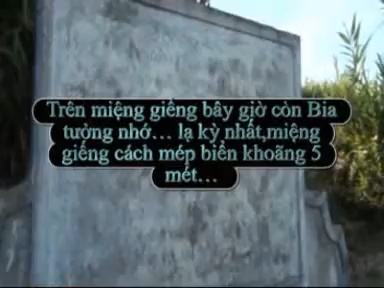 Trên miệng giếng bây giờ còn Bia
tưởng nhớ... lạ kỳ nhất,miệng
giếng cách mép biển khoãng 5
mét...